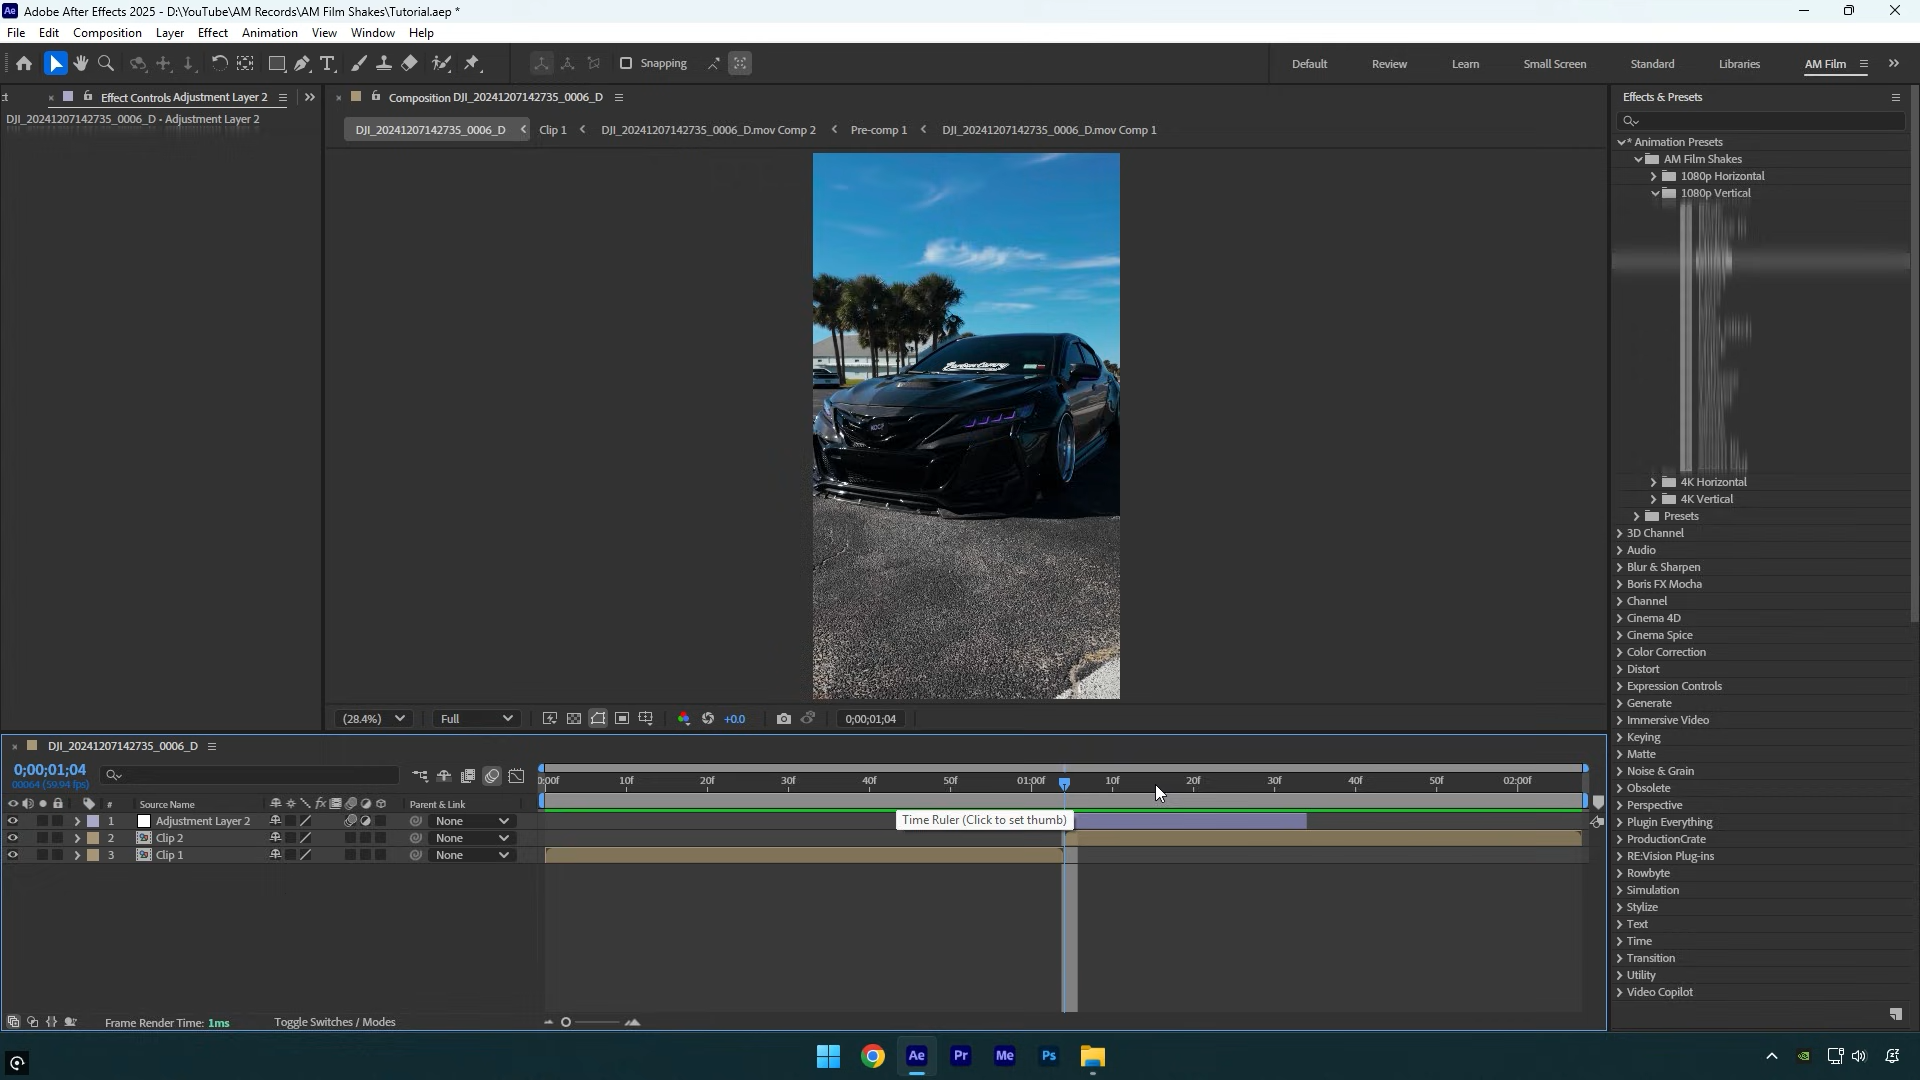 Adobe After Effects 2025 - D:\YouTube\AM Records\AM Film Shakes\Tutorial.aep *
File Edit Composition Layer Effect Animation View Window Help
Snapping
Default Review Learn Small Screen Standard Libraries AM Film
Effect Controls Adjustment Layer 2
DJI_20241207142735_0006_D - Adjustment Layer 2
Composition DJI_20241207142735_0006_D
DJI_20241207142735_0006_D Clip 1 DJI_20241207142735_0006_D.mov Comp 2 Pre-comp 1 DJI_20241207142735_0006_D.mov Comp 1
(28.4%) Full +0.0 0;00;01;04
Effects & Presets
* Animation Presets
AM Film Shakes
1080p Horizontal
1080p Vertical
4K Horizontal
4K Vertical
Presets
3D Channel
Audio
Blur & Sharpen
Boris FX Mocha
Channel
Cinema 4D
Cinema Spice
Color Correction
Distort
Expression Controls
Generate
Immersive Video
Keying
Matte
Noise & Grain
Obsolete
Perspective
Plugin Everything
ProductionCrate
RE:Vision Plug-ins
Rowbyte
Simulation
Stylize
Text
Time
Transition
Utility
Video Copilot
DJI_20241207142735_0006_D
0;00;01;04
00064 (59.94 fps)
0:00f 10f 20f 30f 40f 50f 01:00f 10f 20f 30f 40f 50f 02:00f
# Source Name fx Parent & Link
1 Adjustment Layer 2 None
2 Clip 2 None
3 Clip 1 None
Time Ruler (Click to set thumb)
Frame Render Time: 1ms Toggle Switches / Modes
Ae Pr Me Ps